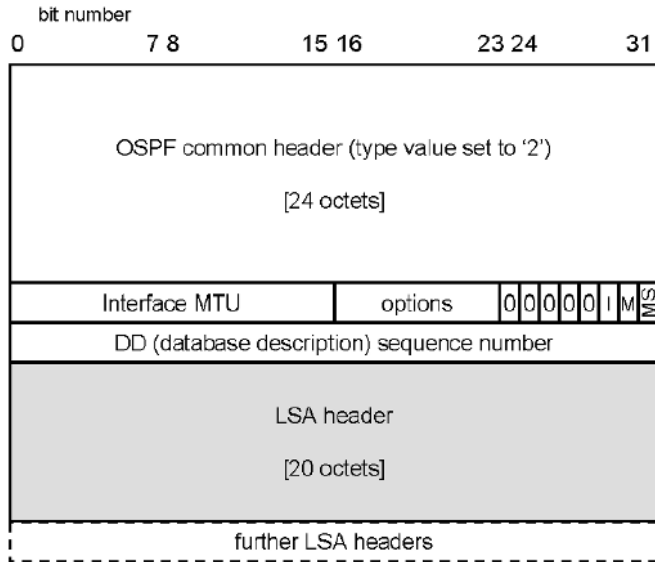 bit number
0 7 8 15 16 23 24 31
OSPF common header (type value set to ‘2’)
[24 octets]
Interface MTU options 0 0 0 0 0 I M MS
DD (database description) sequence number
LSA header
[20 octets]
further LSA headers